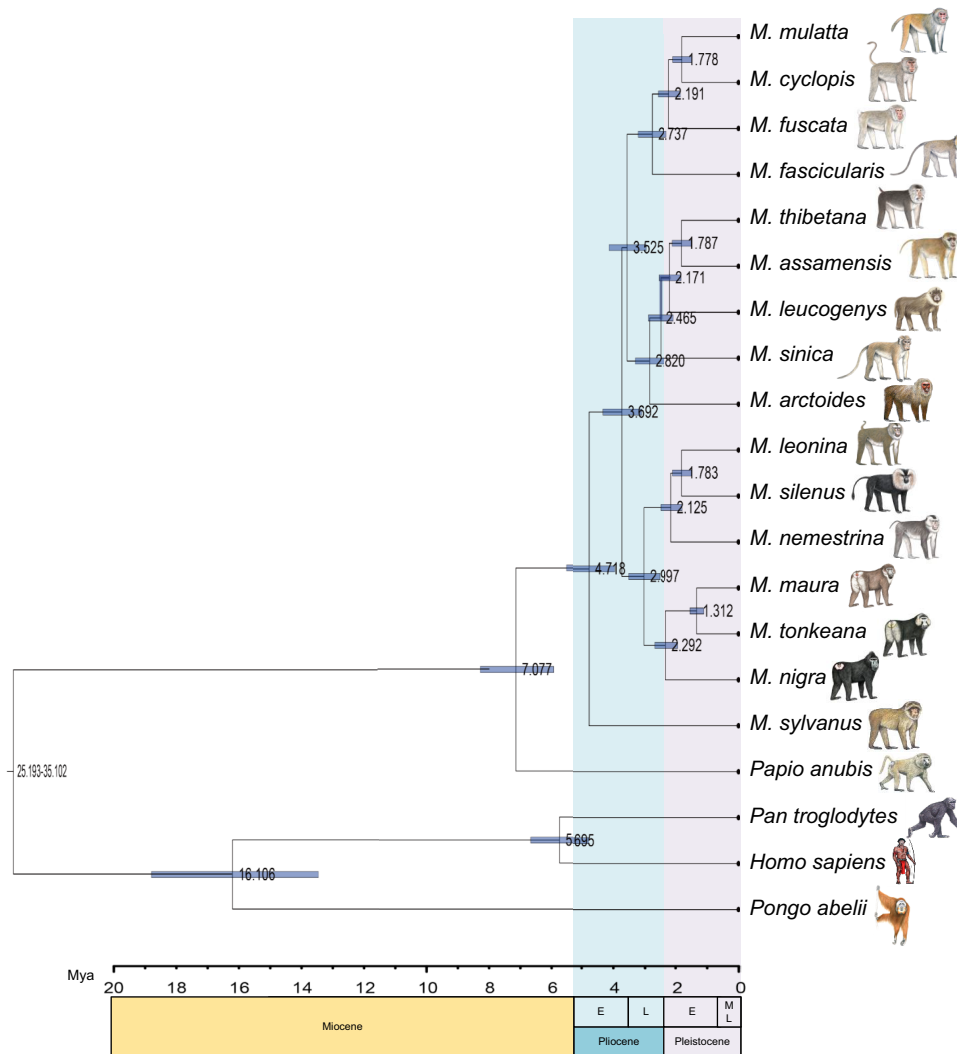 M. mulatta
1.778
M. cyclopis
2.191
M. fuscata
2.737
M. fascicularis
M. thibetana
1.787
3.525
M. assamensis
2.171
M. leucogenys
2.465
M. sinica
2.820
M. arctoides
3.692
M. leonina
1.783
M. silenus
2.125
M. nemestrina
4.718
2.997
M. maura
1.312
M. tonkeana
2.292
7.077
M. nigra
M. sylvanus
25.193-35.102
Papio anubis
Pan troglodytes
5.695
Homo sapiens
16.106
Pongo abelii
Mya
20 18 16 14 12 10 8 6 4 2 0
Miocene
E L E M
L
Pliocene Pleistocene